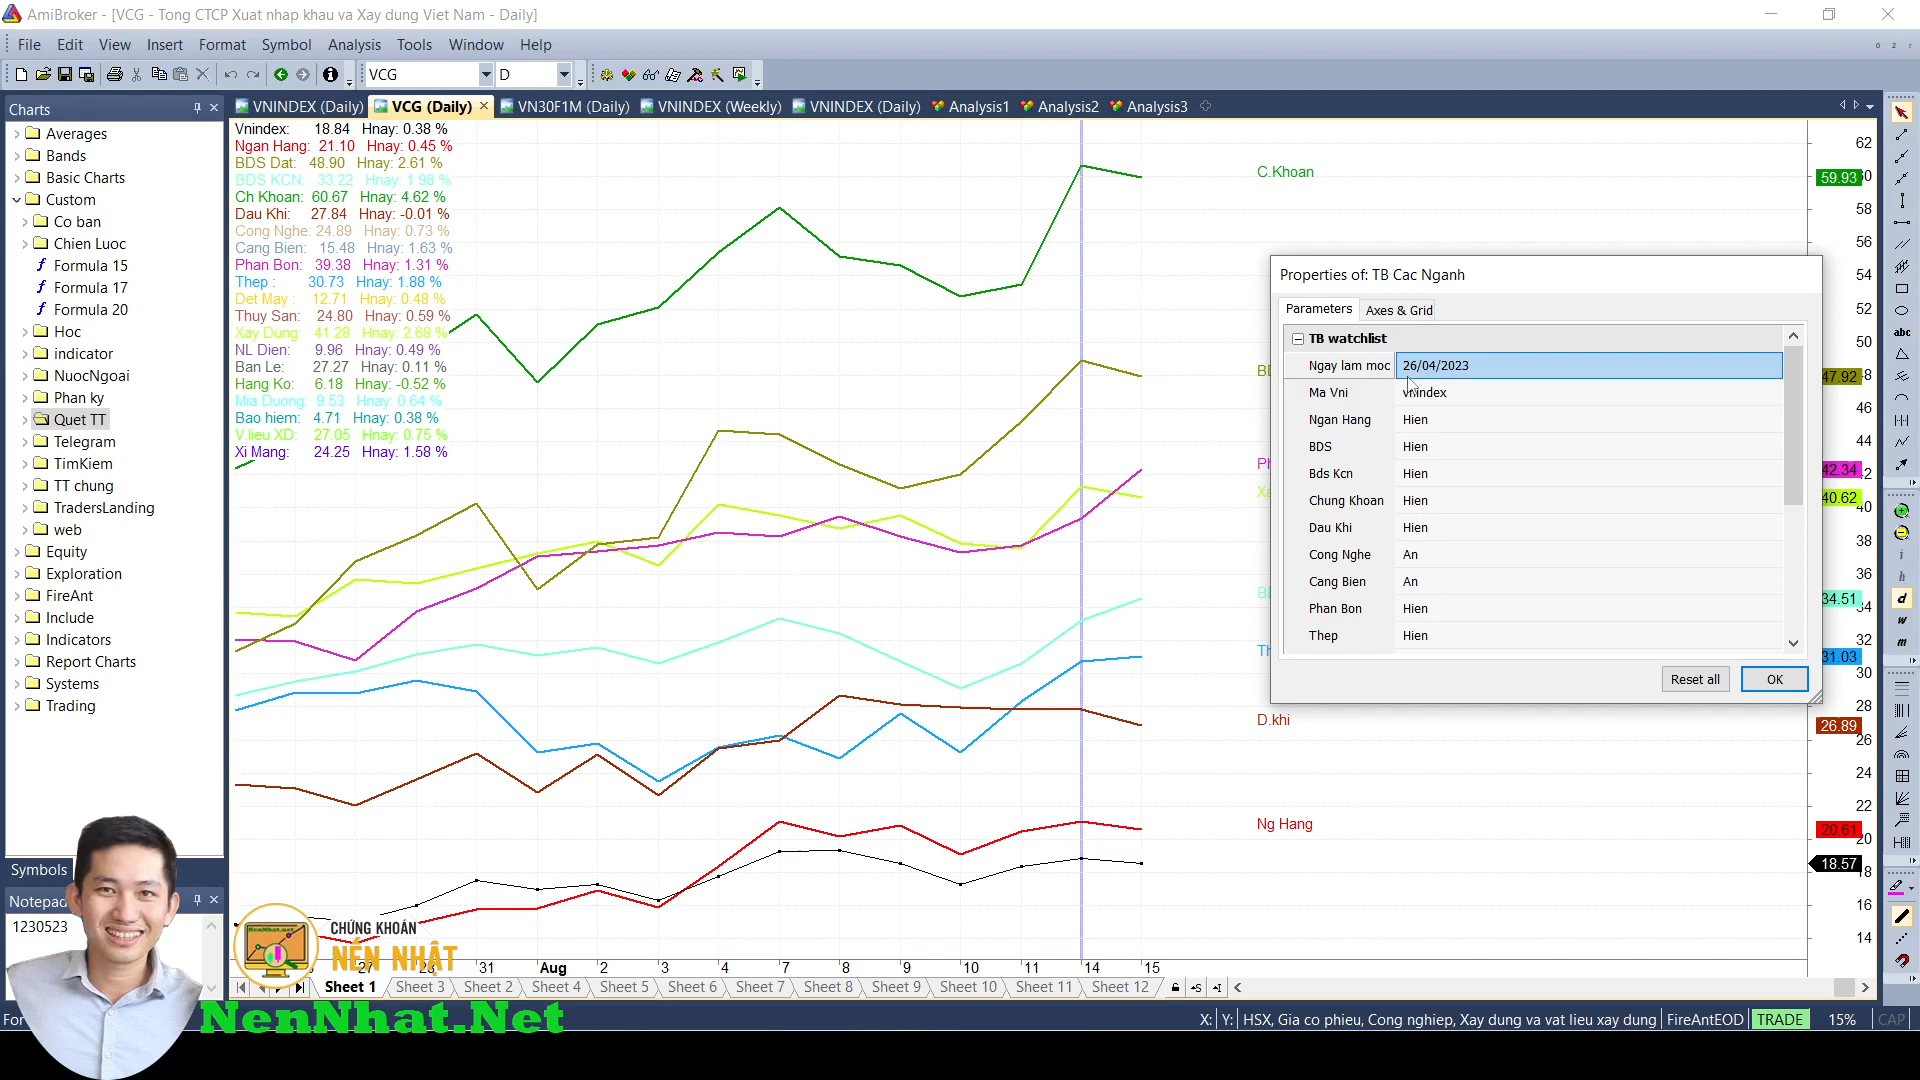 AmiBroker - [VCG - Tong CTCP Xuat nhap khau va Xay dung Viet Nam - Daily]
File Edit View Insert Format Symbol Analysis Tools Window Help
VCG D
Charts
VNINDEX (Daily) VCG (Daily) VN30F1M (Daily) VNINDEX (Weekly) VNINDEX (Daily) Analysis1 Analysis2 Analysis3
Averages
Bands
Basic Charts
Custom
Co ban
Chien Luoc
Formula 15
Formula 17
Formula 20
Hoc
indicator
NuocNgoai
Phan ky
Quet TT
Telegram
TimKiem
TT chung
TradersLanding
web
Equity
Exploration
FireAnt
Include
Indicators
Report Charts
Systems
Trading
Symbols
Notepad
1230523
Vnindex: 18.84 Hnay: 0.38 %
Ngan Hang: 21.10 Hnay: 0.45 %
BDS Dat: 48.90 Hnay: 2.61 %
BDS KCN: 33.22 Hnay: 1.98 %
Ch Khoan: 60.67 Hnay: 4.62 %
Dau Khi: 27.84 Hnay: -0.01 %
Cong Nghe: 24.89 Hnay: 0.73 %
Cang Bien: 15.48 Hnay: 1.63 %
Phan Bon: 39.38 Hnay: 1.31 %
Thep : 30.73 Hnay: 1.88 %
Det May : 12.71 Hnay: 0.48 %
Thuy San: 24.80 Hnay: 0.59 %
Xay Dung: 41.28 Hnay: 2.68 %
NL Dien: 9.96 Hnay: 0.49 %
Ban Le: 27.27 Hnay: 0.11 %
Hang Ko: 6.18 Hnay: -0.52 %
Mia Duong: 9.53 Hnay: 0.64 %
Bao hiem: 4.71 Hnay: 0.38 %
V.lieu XD: 27.05 Hnay: 0.75 %
Xi Mang: 24.25 Hnay: 1.58 %
C.Khoan
D.khi
Ng Hang
Properties of: TB Cac Nganh
Parameters Axes & Grid
TB watchlist
Ngay lam moc 26/04/2023
Ma Vni vnindex
Ngan Hang Hien
BDS Hien
Bds Kcn Hien
Chung Khoan Hien
Dau Khi Hien
Cong Nghe An
Cang Bien An
Phan Bon Hien
Thep Hien
Reset all OK
62
59.93
58
56
54
52
50
48
47.92
46
44
42.34
40.62
40
38
36
34.51
32
31.03
30
28
26.89
26
24
22
20.61
18.57
18
16
14
abc
i
h
d
w
m
31 Aug 2 3 4 7 8 9 10 11 14 15
CHỨNG KHOÁN
NẾN NHẬT
NenNhat.net
Sheet 1 Sheet 3 Sheet 2 Sheet 4 Sheet 5 Sheet 6 Sheet 7 Sheet 8 Sheet 9 Sheet 10 Sheet 11 Sheet 12
NenNhat.Net
For X: Y: HSX, Gia co phieu, Cong nghiep, Xay dung va vat lieu xay dung FireAntEOD TRADE 15% CAP